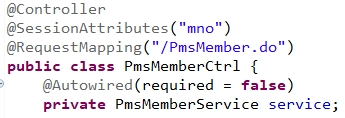 @Controller
@SessionAttributes("mno")
@RequestMapping("/PmsMember.do")
public class PmsMemberCtrl {
@Autowired(required = false)
private PmsMemberService service;